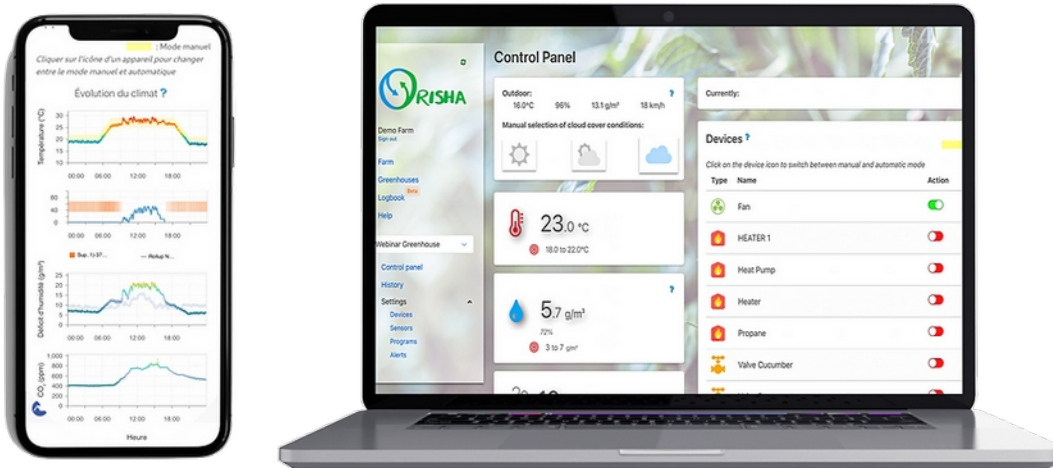 : Mode manuel
Cliquer sur l'icône d'un appareil pour changer
entre le mode manuel et automatique
Évolution du climat ?
Température (°C)
30
25
20
15
10
00:00 06:00 12:00 18:00
80
40
0
00:00 06:00 12:00 18:00
Déficit d'humidité (g/m³)
25
20
15
10
5
0
00:00 06:00 12:00 18:00
CO₂ (ppm)
1,000
800
600
400
200
0
00:00 06:00 12:00 18:00
Heure
ORISHA
Demo Farm
Sign out
Farm
Greenhouses
Logbook Beta
Help
Webinar Greenhouse
Control panel
History
Settings
Devices
Sensors
Programs
Alerts
Control Panel
Outdoor: ?
16.0°C 96% 13.1 g/m³ 18 km/h
Manual selection of cloud cover conditions:
23.0 °C
18.0 to 22.0°C
?
5.7 g/m³
72%
3 to 7 g/m³
Currently:
Devices ?
Click on the device icon to switch between manual and automatic mode
Type Name Action
Fan
HEATER 1
Heat Pump
Heater
Propane
Valve Cucumber